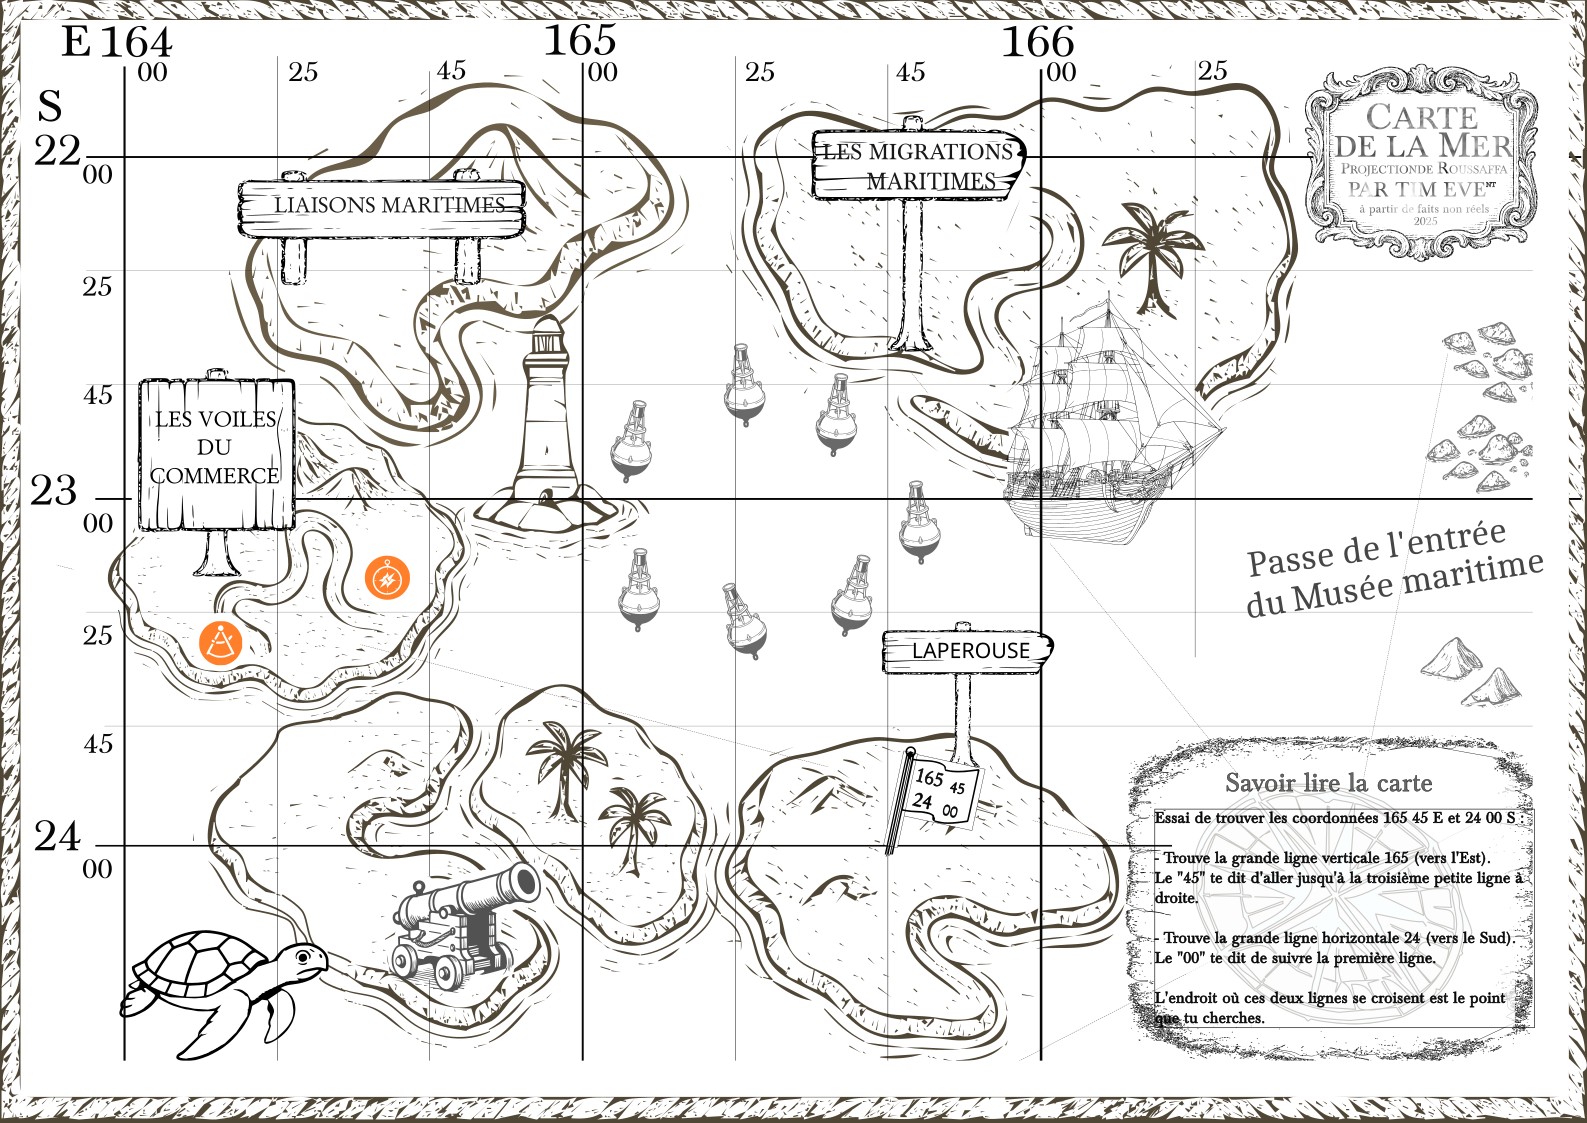 E 164
165
166
00
25
45
00
25
45
00
25
S
22
00
25
45
23
00
25
45
24
00
LIAISONS MARITIMES
LES MIGRATIONS
MARITIMES
CARTE
DE LA MER
PROJECTIONDE ROUSSAFFA
PAR TIM EVENT
à partir de faits non réels
2025
LES VOILES
DU
COMMERCE
Passe de l'entrée
du Musée maritime
LAPEROUSE
165 45
24 00
Savoir lire la carte
Essai de trouver les coordonnées 165 45 E et 24 00 S :
- Trouve la grande ligne verticale 165 (vers l'Est).
Le "45" te dit d'aller jusqu'à la troisième petite ligne à
droite.
- Trouve la grande ligne horizontale 24 (vers le Sud).
Le "00" te dit de suivre la première ligne.
L'endroit où ces deux lignes se croisent est le point
que tu cherches.